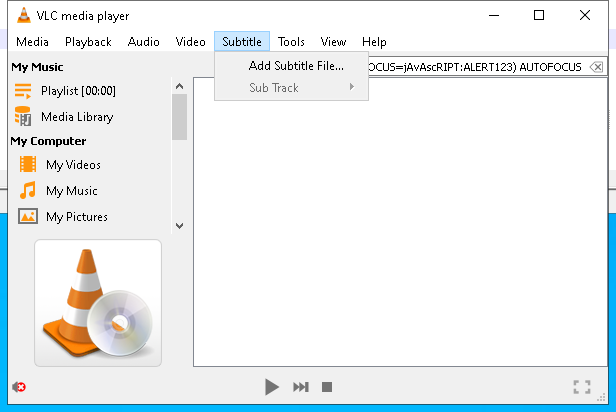 VLC media player
Media Playback Audio Video Subtitle Tools View Help
My Music
Add Subtitle File...
OCUS=jAvAscRIPT:ALERT123) AUTOFOCUS
Playlist [00:00]
Sub Track
Media Library
My Computer
My Videos
My Music
My Pictures